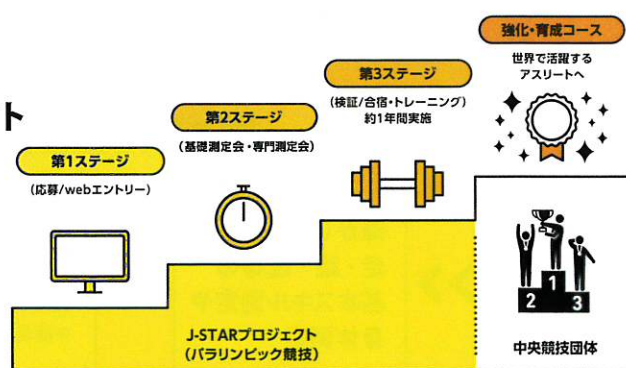 ト
第1ステージ
(応募/webエントリー)
第2ステージ
(基礎測定会・専門測定会)
第3ステージ
(検証/合宿・トレーニング)
約1年間実施
強化・育成コース
世界で活躍する
アスリートへ
J-STARプロジェクト
(パラリンピック競技)
1
2
3
中央競技団体